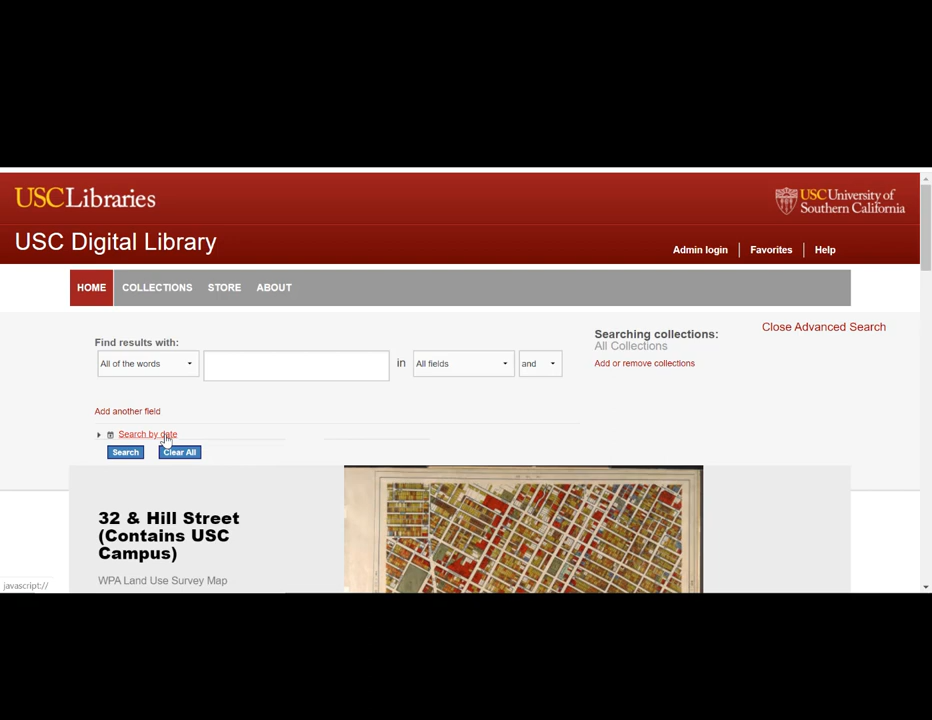 USCLibraries
USC University of
Southern California
USC Digital Library
Admin login
Favorites
Help
HOME
COLLECTIONS
STORE
ABOUT
Close Advanced Search
Find results with:
Searching collections:
All Collections
All of the words
in
All fields
and
Add or remove collections
Add another field
Search by date
Search
Clear All
32 & Hill Street
(Contains USC
Campus)
WPA Land Use Survey Map
javascript://